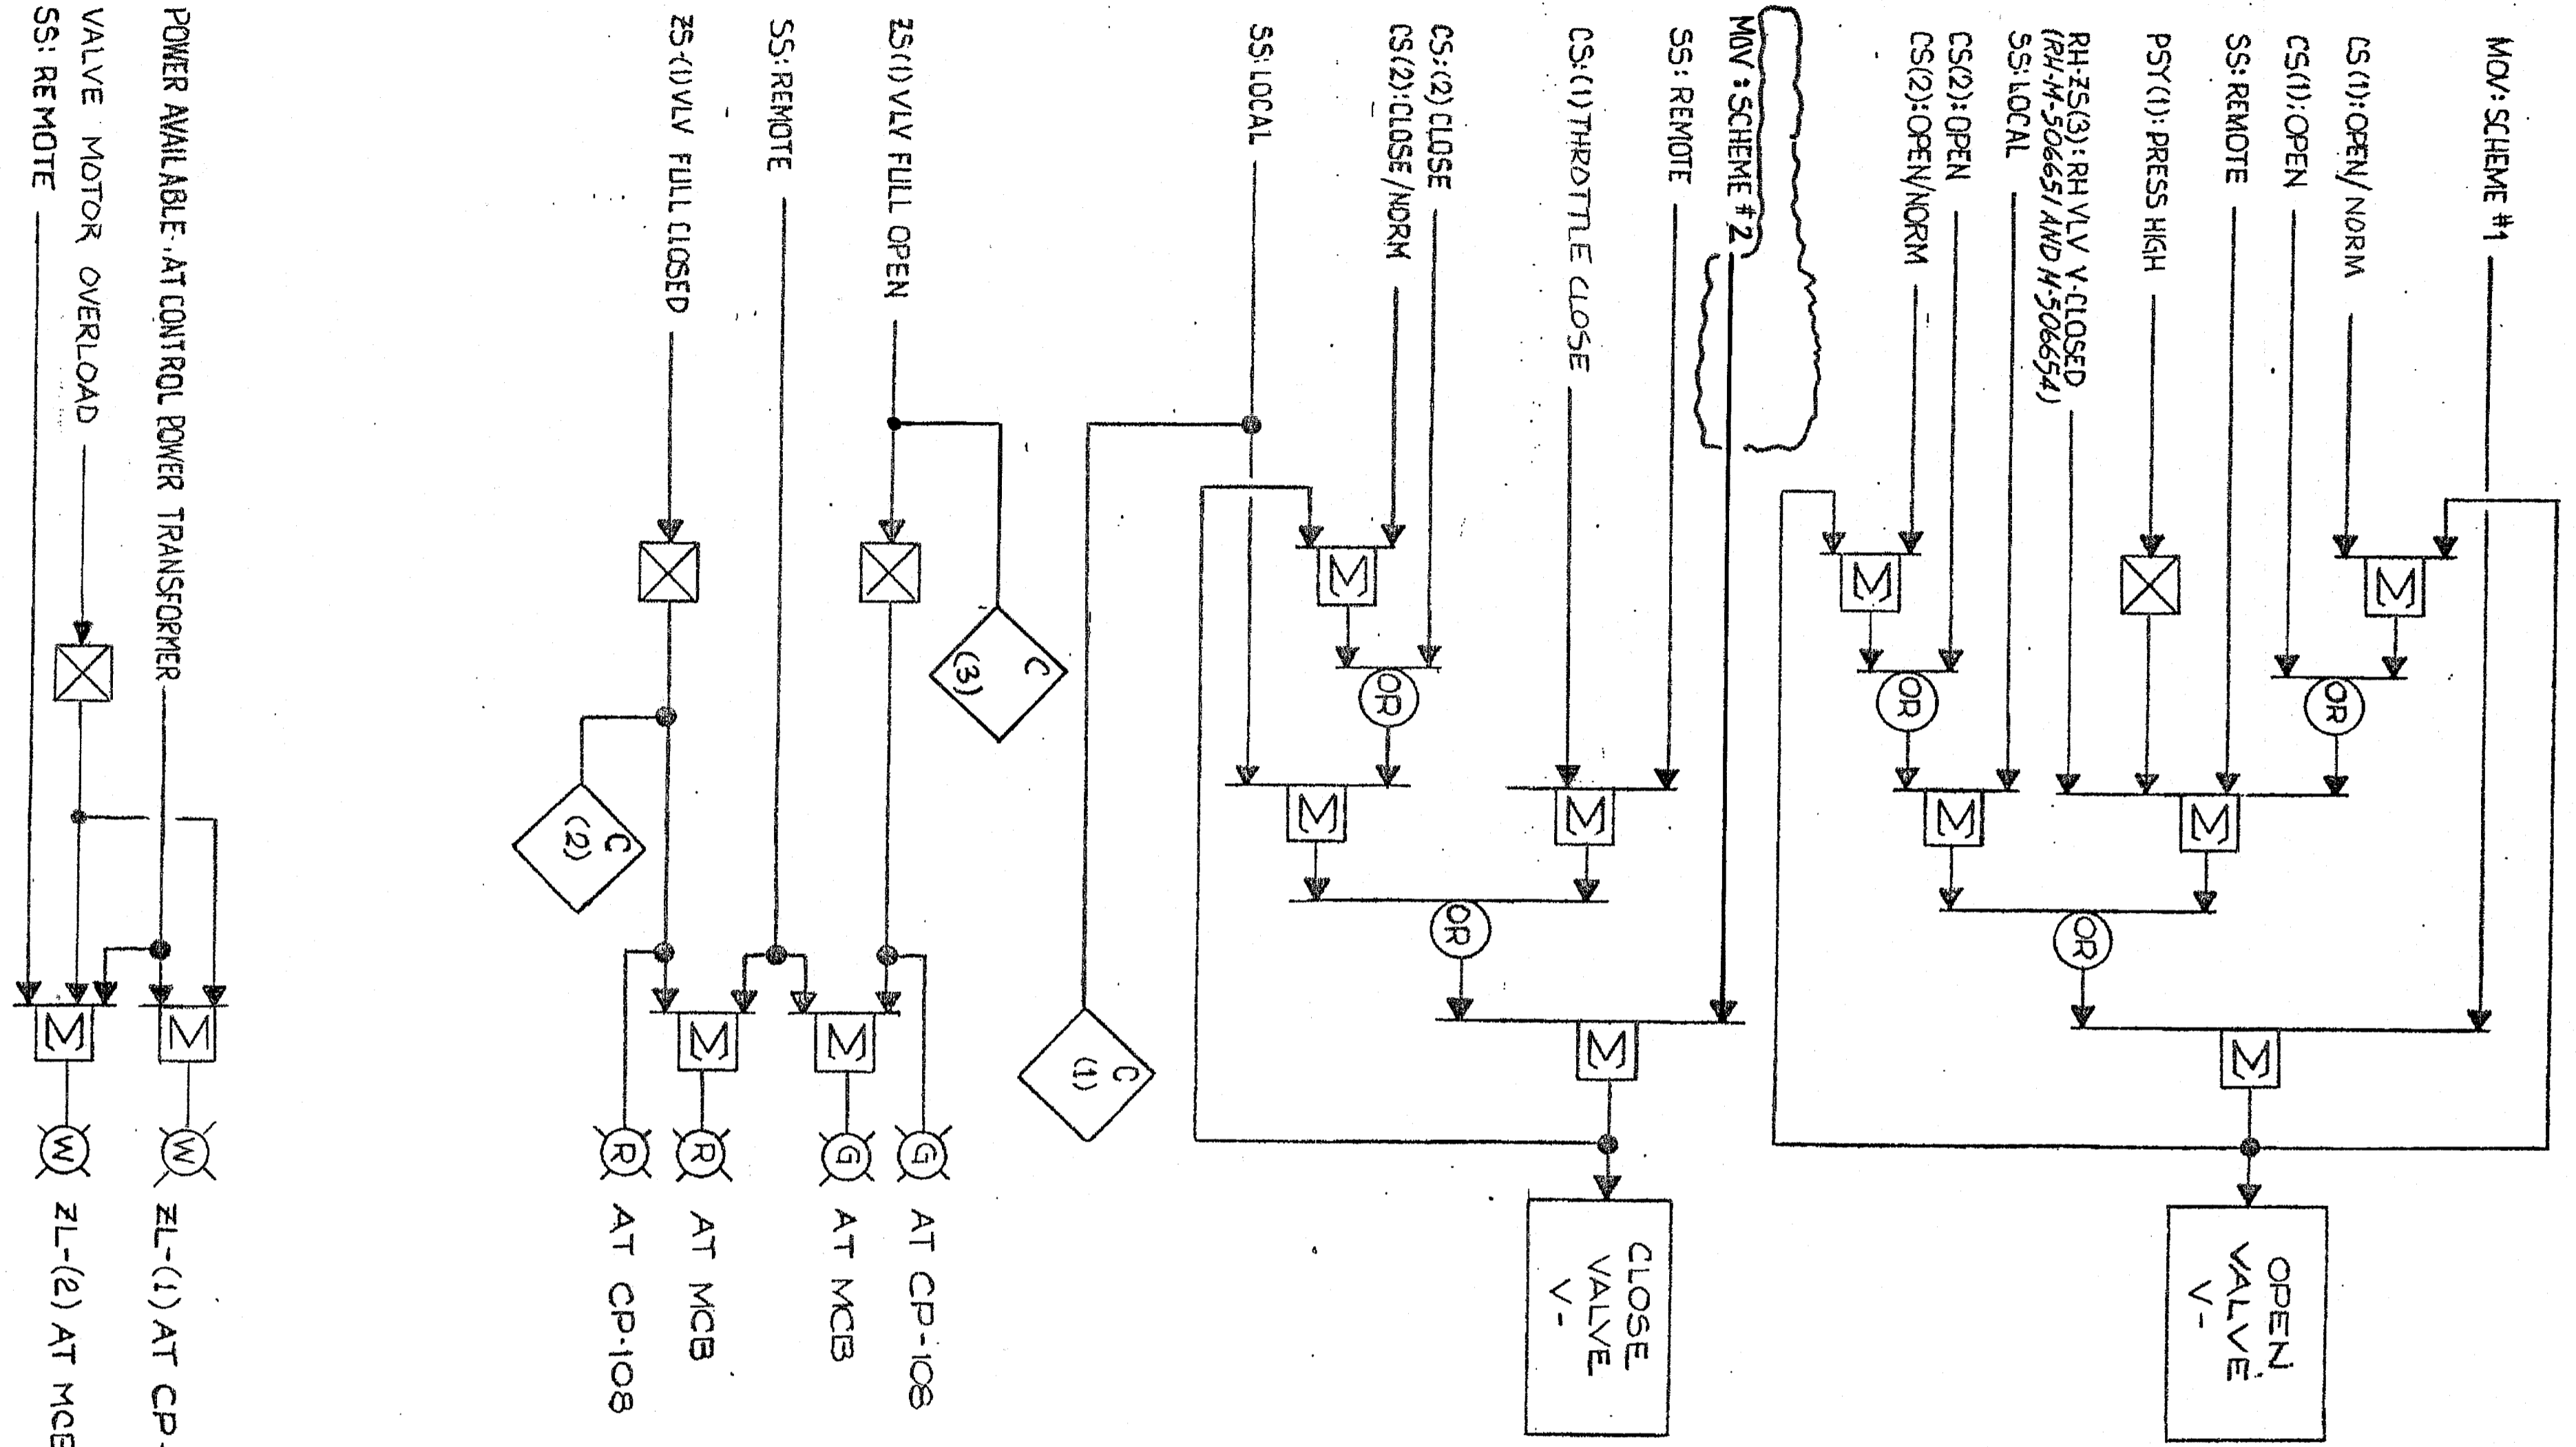 MOV: SCHEME #1
CS(1): OPEN/ NORM
CS(1): OPEN
SS: REMOTE
PSY(1): PRESS HIGH
RH-ZS(3): RH VLV V-CLOSED
(RH-M-50665 / AND M-506654)
SS: LOCAL
CS(2): OPEN
CS(2): OPEN/NORM
M
OR
M
OR
M
M
OR
M
OPEN
VALVE
V-
MOV : SCHEME #2
SS: REMOTE
CS:(1) THROTTLE CLOSE
CS:(2) CLOSE
CS(2):CLOSE/NORM
SS: LOCAL
M
OR
M
M
OR
M
CLOSE
VALVE
V-
C
(1)
ZS(1) VLV FULL OPEN
SS: REMOTE
ZS-(1) VLV FULL CLOSED
C
(3)
C
(2)
M
M
G AT CP-108
G AT MCB
R AT MCB
R AT CP-108
POWER AVAILABLE-AT CONTROL POWER TRANSFORMER
VALVE MOTOR OVERLOAD
SS: REMOTE
M
M
W ZL-(1) AT CP-
W ZL-(2) AT MCB